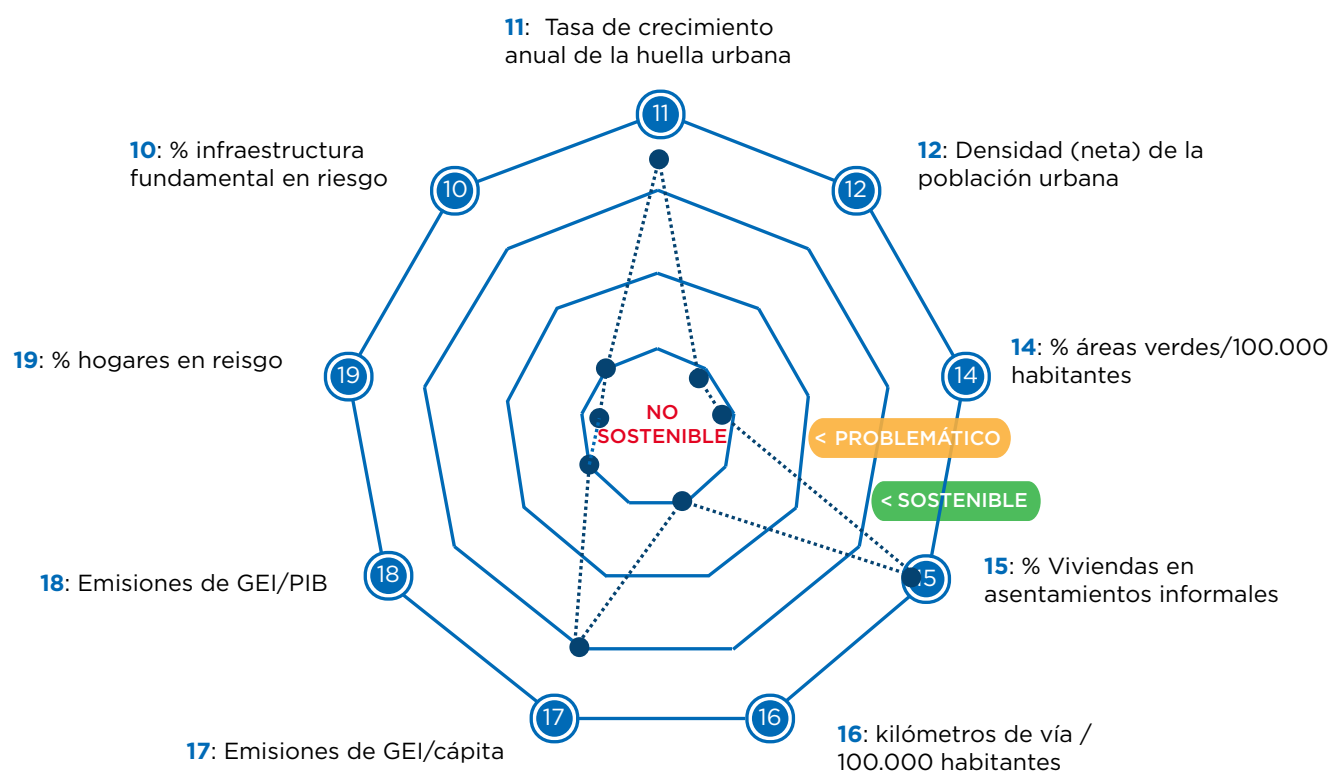 11: Tasa de crecimiento
anual de la huella urbana
11
10: % infraestructura
fundamental en riesgo
10
12: Densidad (neta) de la
población urbana
12
19: % hogares en reisgo
19
14: % áreas verdes/100.000
habitantes
14
NO
SOSTENIBLE
< PROBLEMÁTICO
< SOSTENIBLE
18: Emisiones de GEI/PIB
18
15: % Viviendas en
asentamientos informales
15
17: Emisiones de GEI/cápita
17
16: kilómetros de vía /
100.000 habitantes
16